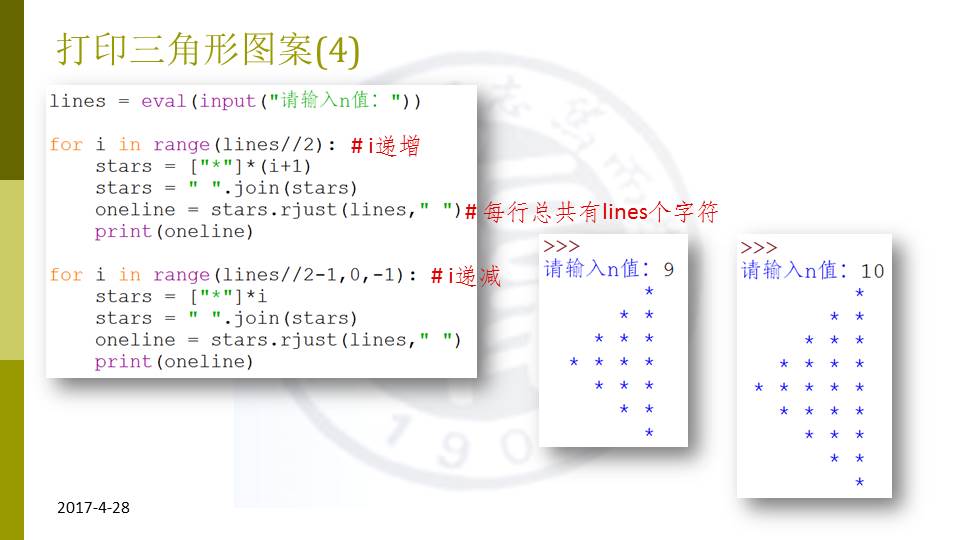 打印三角形图案(4)
lines = eval(input("请输入n值："))
for i in range(lines//2): # i递增
    stars = ["*"]*(i+1)
    stars = " ".join(stars)
    oneline = stars.rjust(lines," ") # 每行总共有lines个字符
    print(oneline)
for i in range(lines//2-1,0,-1): # i递减
    stars = ["*"]*i
    stars = " ".join(stars)
    oneline = stars.rjust(lines," ")
    print(oneline)
>>>
请输入n值：9
        *
      * *
    * * *
  * * * *
    * * *
      * *
        *
>>>
请输入n值：10
         *
       * *
     * * *
   * * * *
 * * * * *
   * * * *
     * * *
       * *
         *
190
2017-4-28